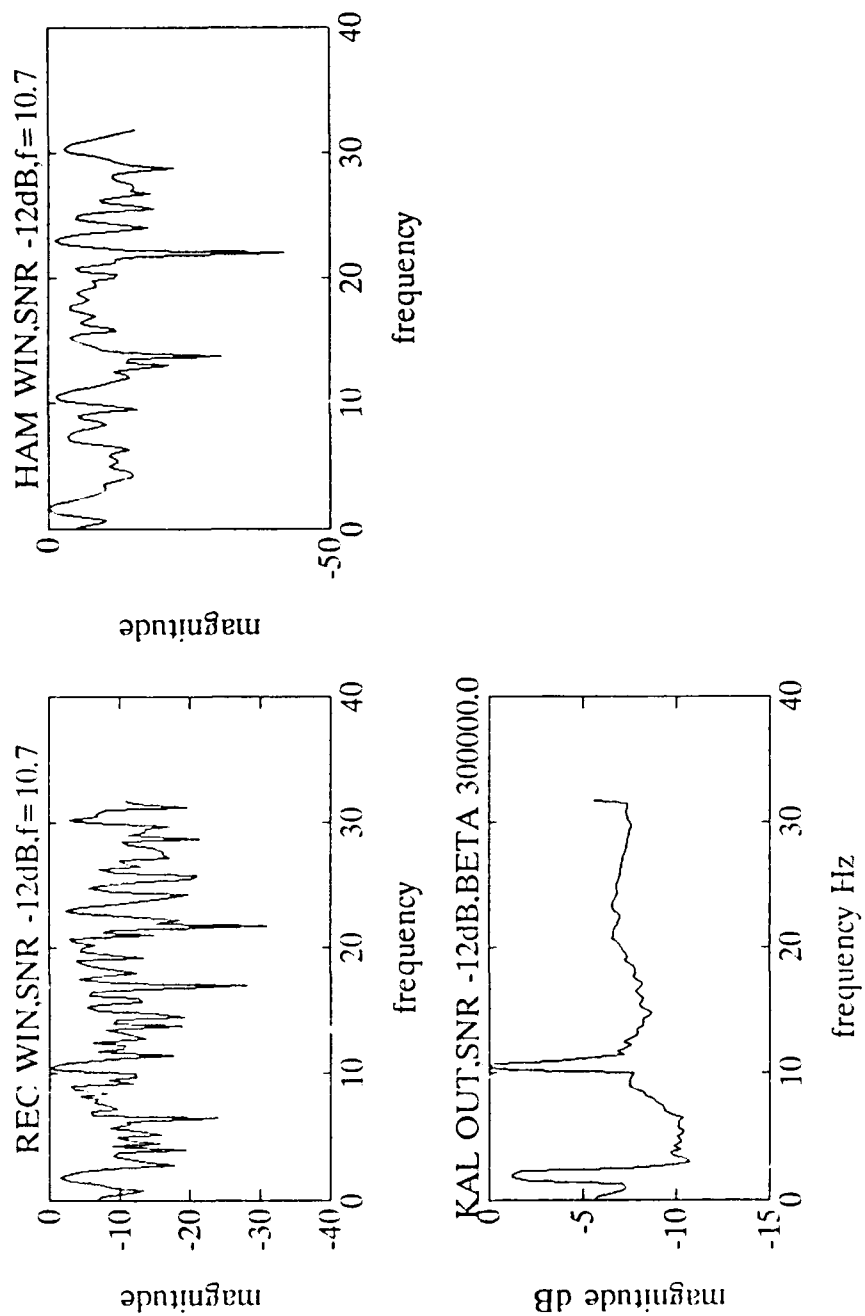 REC WIN,SNR -12dB,f=10.7
magnitude
0
-10
-20
-30
-40
0
10
20
30
40
frequency
HAM WIN,SNR -12dB,f=10.7
magnitude
0
-50
0
10
20
30
40
frequency
KAL OUT,SNR -12dB,BETA 300000.0
magnitude dB
0
-5
-10
-15
0
10
20
30
40
frequency Hz